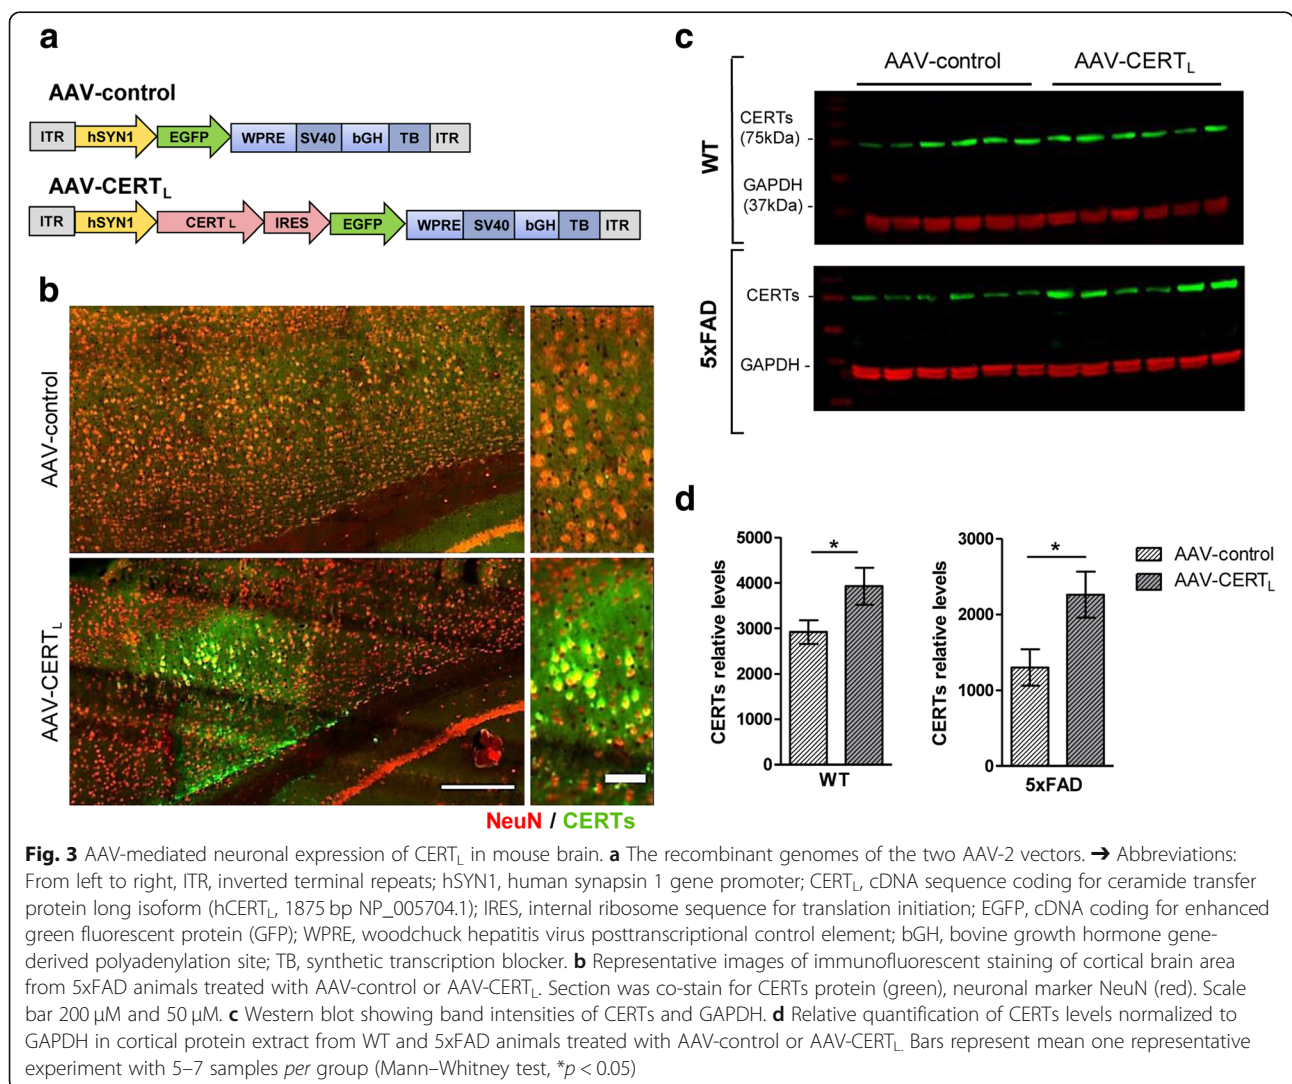 a
AAV-control
ITR hSYN1 EGFP WPRE SV40 bGH TB ITR
AAV-CERTL
ITR hSYN1 CERT L IRES EGFP WPRE SV40 bGH TB ITR
b
AAV-control
AAV-CERTL
NeuN / CERTs
c
AAV-control AAV-CERTL
WT
CERTs
(75kDa) -
GAPDH
(37kDa) -
5xFAD
CERTs -
GAPDH -
d
CERTs relative levels
5000
4000
3000
2000
1000
0
*
WT
CERTs relative levels
3000
2000
1000
0
*
5xFAD
AAV-control
AAV-CERTL
Fig. 3 AAV-mediated neuronal expression of CERTL in mouse brain. a The recombinant genomes of the two AAV-2 vectors. ➔ Abbreviations:
From left to right, ITR, inverted terminal repeats; hSYN1, human synapsin 1 gene promoter; CERTL, cDNA sequence coding for ceramide transfer
protein long isoform (hCERTL, 1875 bp NP_005704.1); IRES, internal ribosome sequence for translation initiation; EGFP, cDNA coding for enhanced
green fluorescent protein (GFP); WPRE, woodchuck hepatitis virus posttranscriptional control element; bGH, bovine growth hormone gene-
derived polyadenylation site; TB, synthetic transcription blocker. b Representative images of immunofluorescent staining of cortical brain area
from 5xFAD animals treated with AAV-control or AAV-CERTL. Section was co-stain for CERTs protein (green), neuronal marker NeuN (red). Scale
bar 200 μM and 50 μM. c Western blot showing band intensities of CERTs and GAPDH. d Relative quantification of CERTs levels normalized to
GAPDH in cortical protein extract from WT and 5xFAD animals treated with AAV-control or AAV-CERTL. Bars represent mean one representative
experiment with 5–7 samples per group (Mann–Whitney test, *p < 0.05)